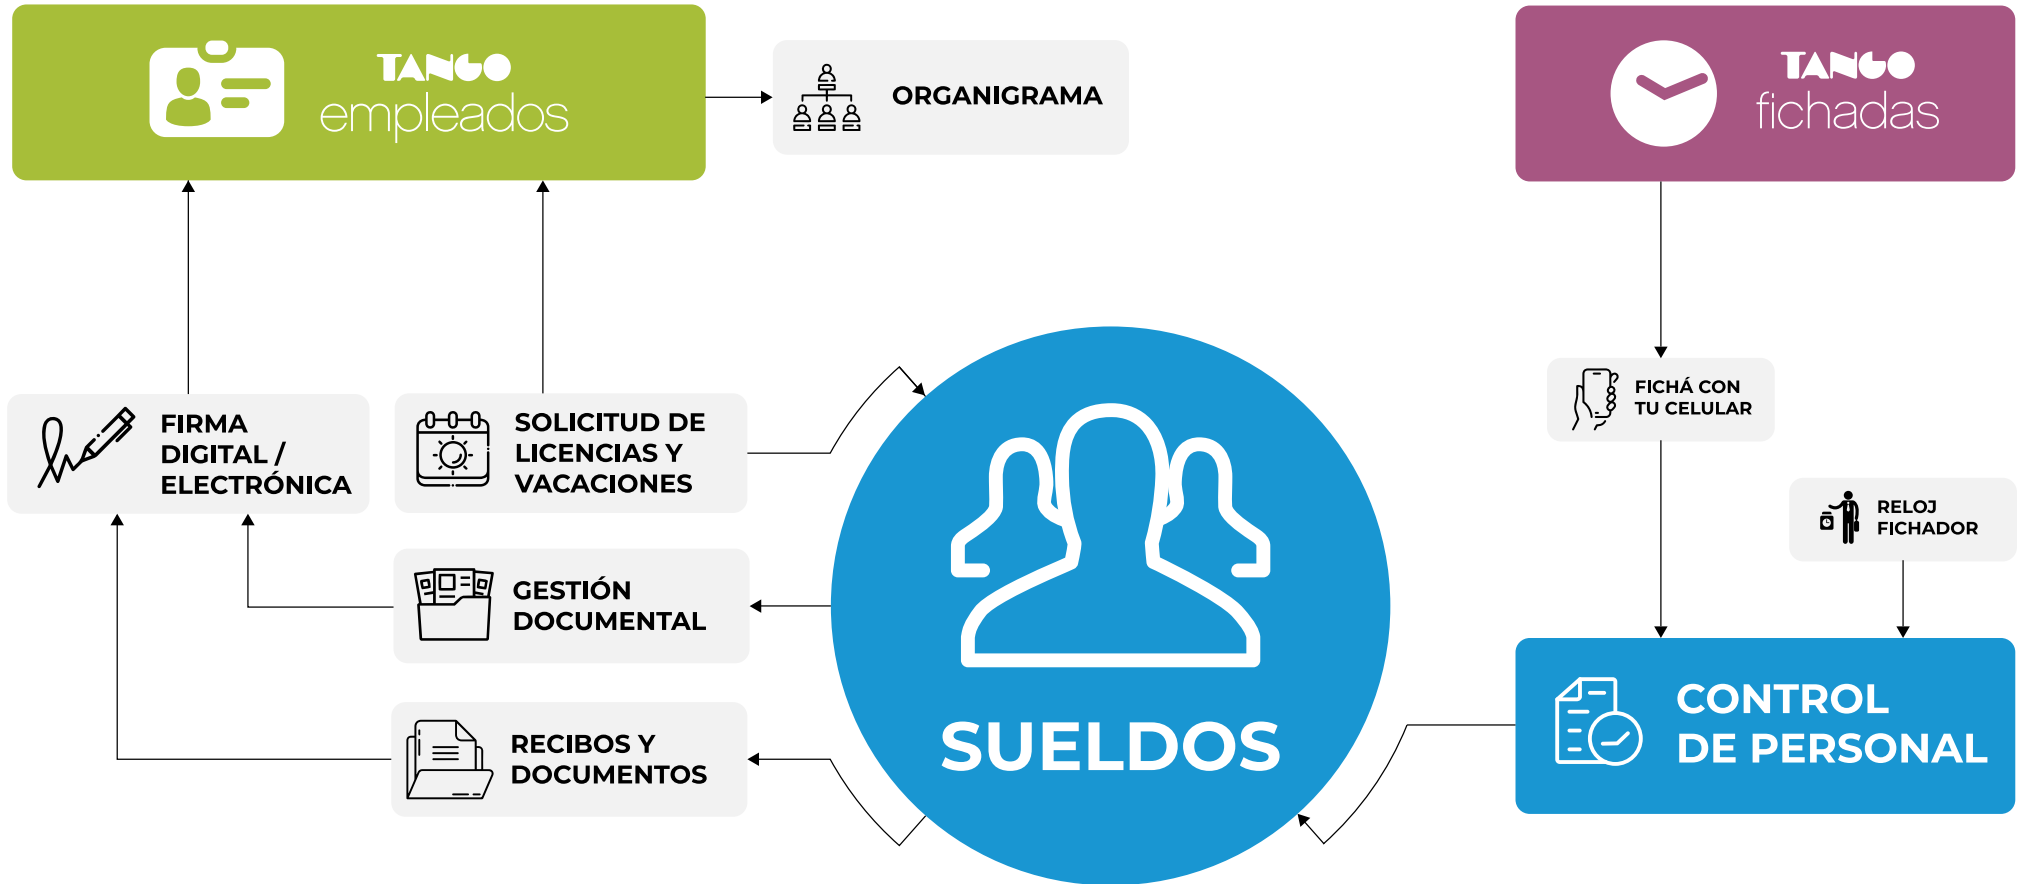 TANGO
empleados
ORGANIGRAMA
TANGO
fichadas
FICHÁ CON
TU CELULAR
FIRMA
DIGITAL /
ELECTRÓNICA
SOLICITUD DE
LICENCIAS Y
VACACIONES
RELOJ
FICHADOR
GESTIÓN
DOCUMENTAL
RECIBOS Y
DOCUMENTOS
SUELDOS
CONTROL
DE PERSONAL